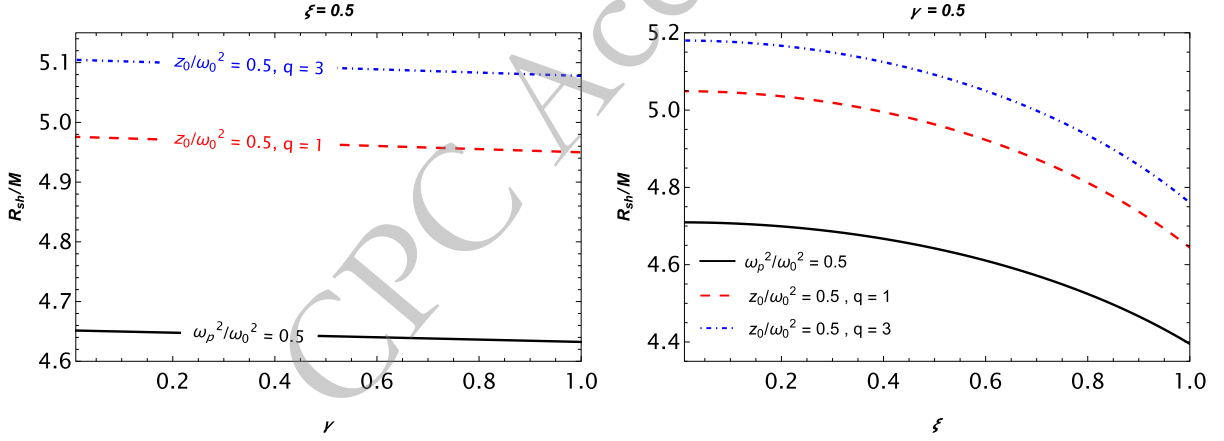 ξ = 0.5
5.1
5.0
4.9
4.8
4.7
4.6
R_sh/M
z₀/ω₀² = 0.5, q = 3
z₀/ω₀² = 0.5, q = 1
ωₚ²/ω₀² = 0.5
0.2 0.4 0.6 0.8 1.0
γ
γ = 0.5
5.2
5.0
4.8
4.6
4.4
R_sh/M
ωₚ²/ω₀² = 0.5
z₀/ω₀² = 0.5 , q = 1
z₀/ω₀² = 0.5 , q = 3
0.2 0.4 0.6 0.8 1.0
ξ
CPC Acc